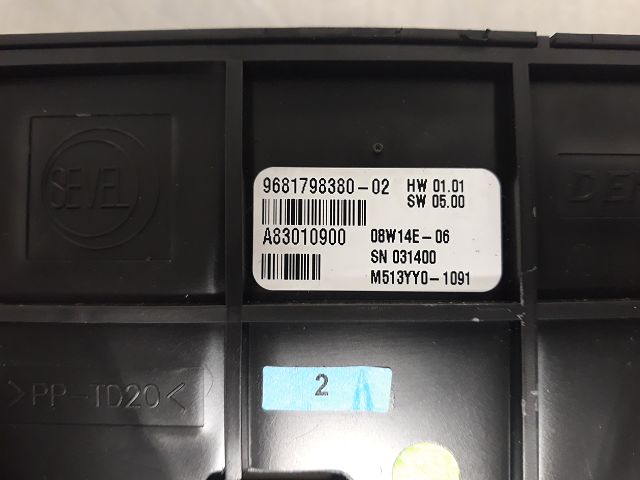 SEVEL
9681798380-02
HW 01.01
SW 05.00
A83010900
08W14E-06
SN 031400
M513YY0-1091
>PP-TD20<
2